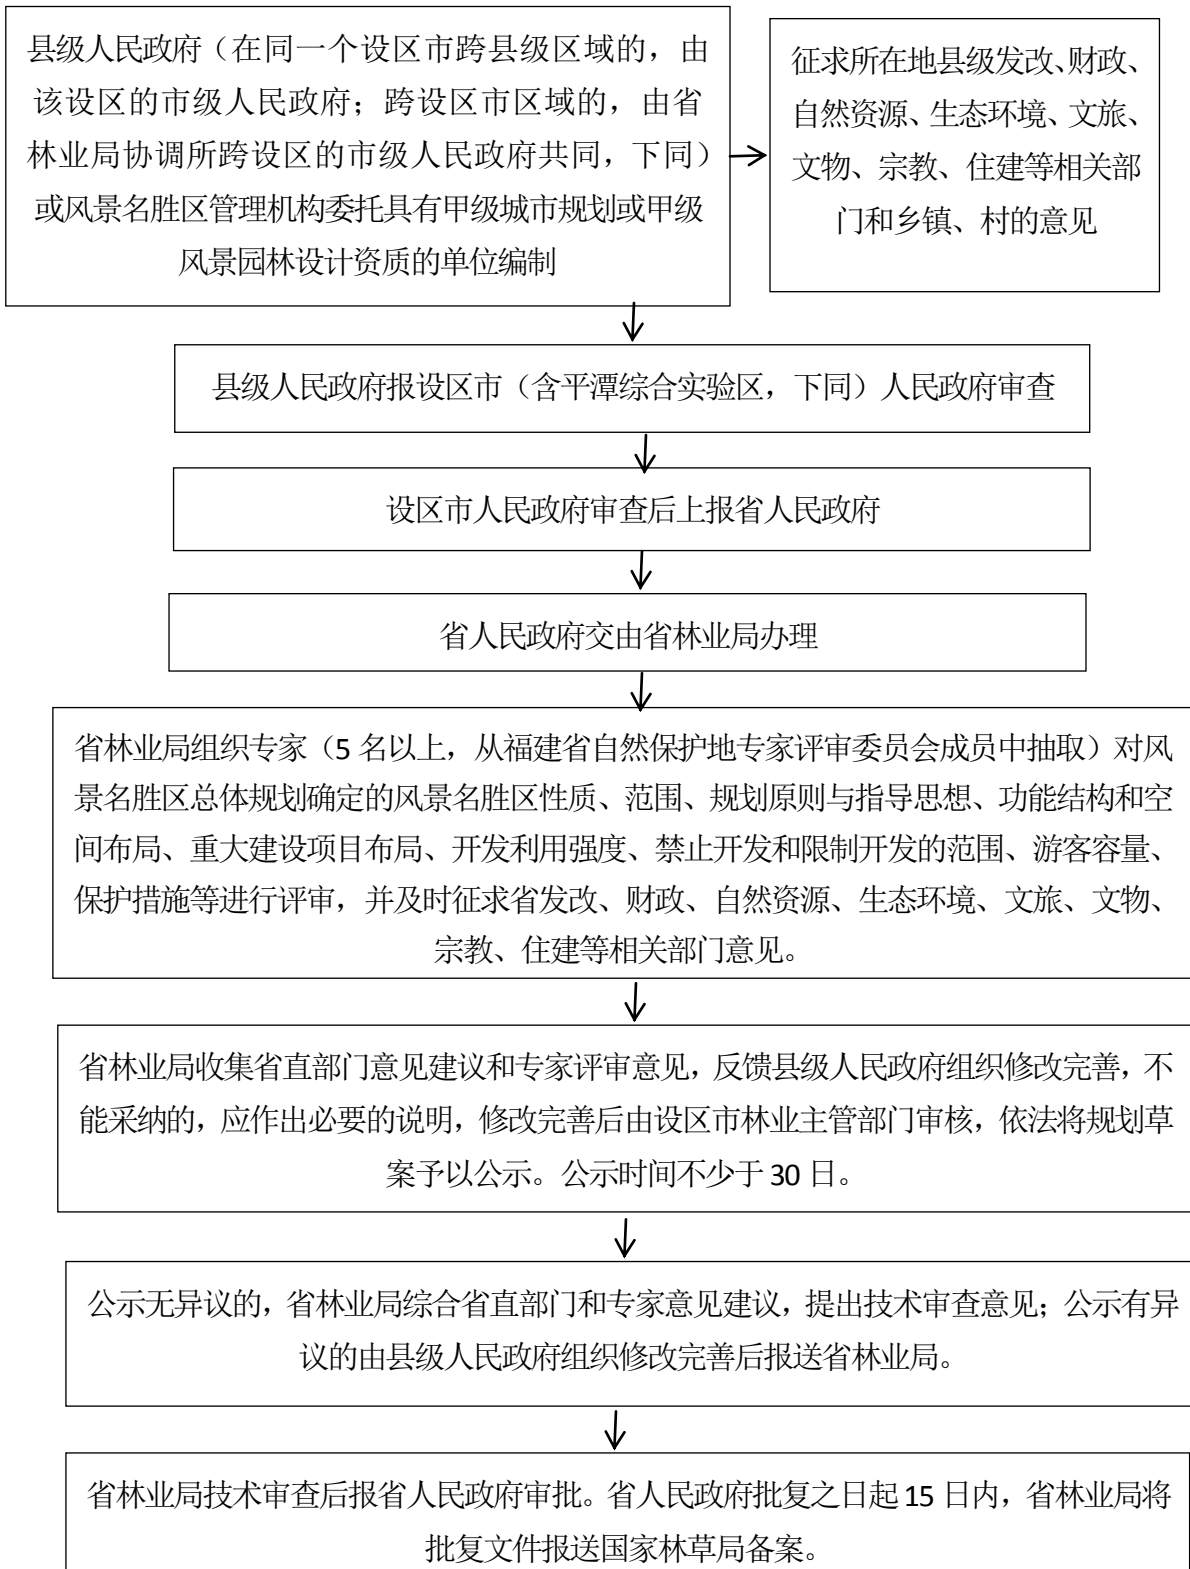 县级人民政府（在同一个设区市跨县级区域的，由
该设区的市级人民政府；跨设区市区域的，由省
林业局协调所跨设区的市级人民政府共同，下同）
或风景名胜区管理机构委托具有甲级城市规划或甲级
风景园林设计资质的单位编制
征求所在地县级发改、财政、
自然资源、生态环境、文旅、
文物、宗教、住建等相关部
门和乡镇、村的意见
县级人民政府报设区市（含平潭综合实验区，下同）人民政府审查
设区市人民政府审查后上报省人民政府
省人民政府交由省林业局办理
省林业局组织专家（5 名以上，从福建省自然保护地专家评审委员会成员中抽取）对风
景名胜区总体规划确定的风景名胜区性质、范围、规划原则与指导思想、功能结构和空
间布局、重大建设项目布局、开发利用强度、禁止开发和限制开发的范围、游客容量、
保护措施等进行评审，并及时征求省发改、财政、自然资源、生态环境、文旅、文物、
宗教、住建等相关部门意见。
省林业局收集省直部门意见建议和专家评审意见，反馈县级人民政府组织修改完善，不
能采纳的，应作出必要的说明，修改完善后由设区市林业主管部门审核，依法将规划草
案予以公示。公示时间不少于 30 日。
公示无异议的，省林业局综合省直部门和专家意见建议，提出技术审查意见；公示有异
议的由县级人民政府组织修改完善后报送省林业局。
省林业局技术审查后报省人民政府审批。省人民政府批复之日起 15 日内，省林业局将
批复文件报送国家林草局备案。